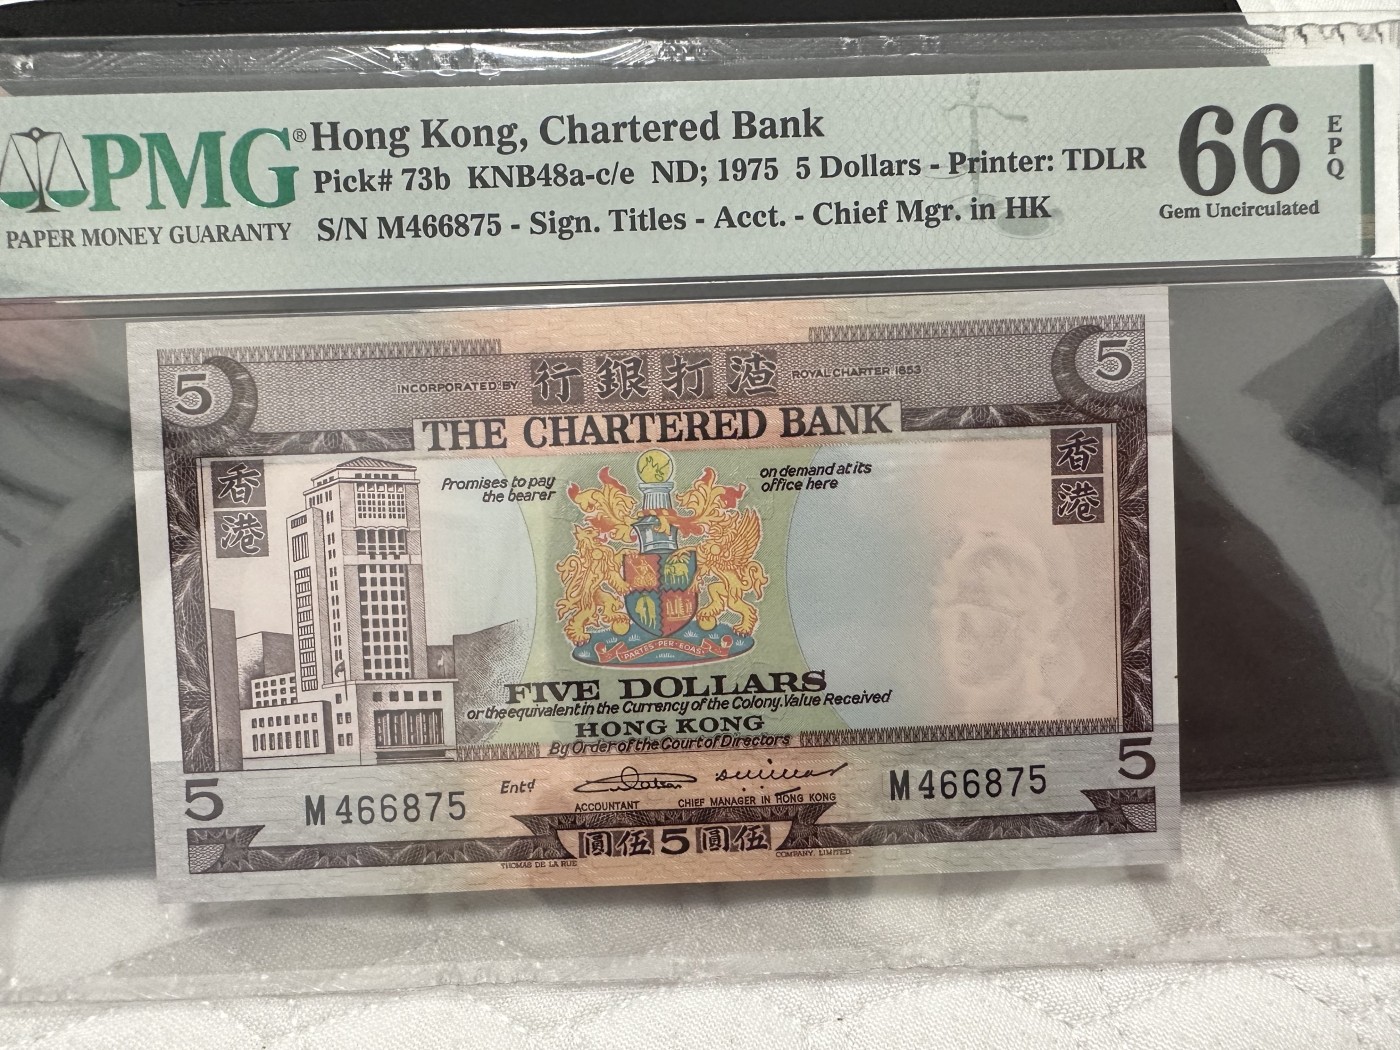 PMG®
PAPER MONEY GUARANTY
Hong Kong, Chartered Bank
Pick# 73b KNB48a-c/e ND; 1975 5 Dollars - Printer: TDLR
S/N M466875 - Sign. Titles - Acct. - Chief Mgr. in HK
66
EPQ
Gem Uncirculated
5
INCORPORATED BY
行銀打渣
ROYAL CHARTER 1853
5
THE CHARTERED BANK
香港
香港
Promises to pay
the bearer
on demand at its
office here
PARTES·PER·EOAS
FIVE DOLLARS
or the equivalent in the Currency of the Colony. Value Received
HONG KONG
By Order of the Court of Directors
5
M466875
Entd
ACCOUNTANT
CHIEF MANAGER IN HONG KONG
M466875
5
圓伍5圓伍
THOMAS DE LA RUE
COMPANY, LIMITED